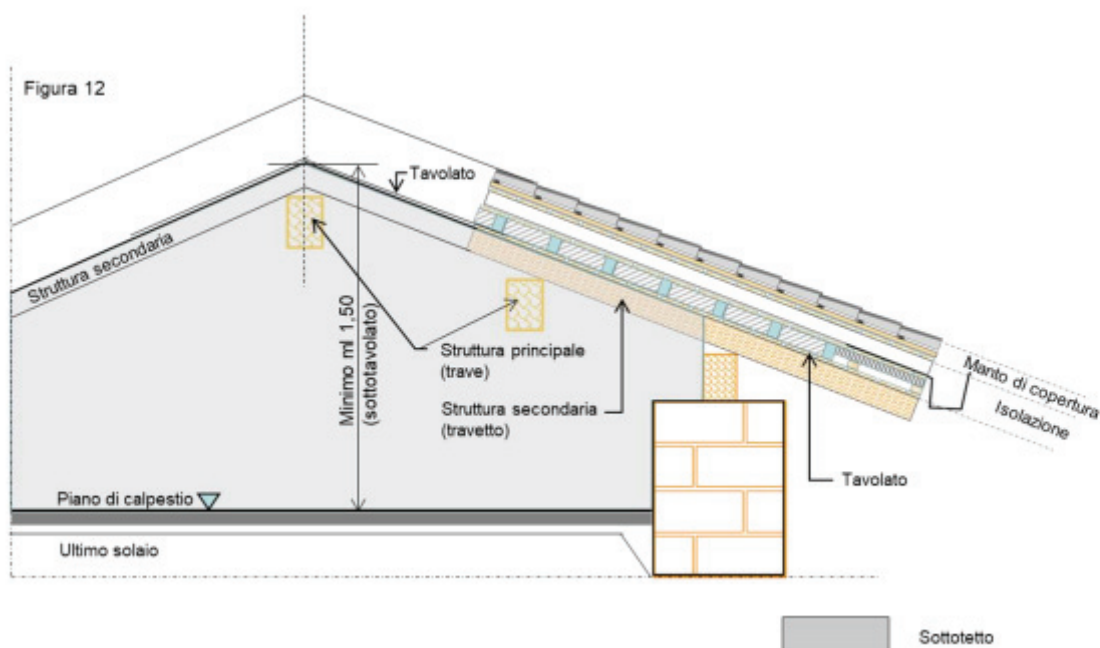 Figura 12
Tavolato
Struttura secondaria
Minimo ml 1,50
(sottotavolato)
Struttura principale
(trave)
Struttura secondaria
(travetto)
Manto di copertura
Isolazione
Tavolato
Piano di calpestio
Ultimo solaio
Sottotetto